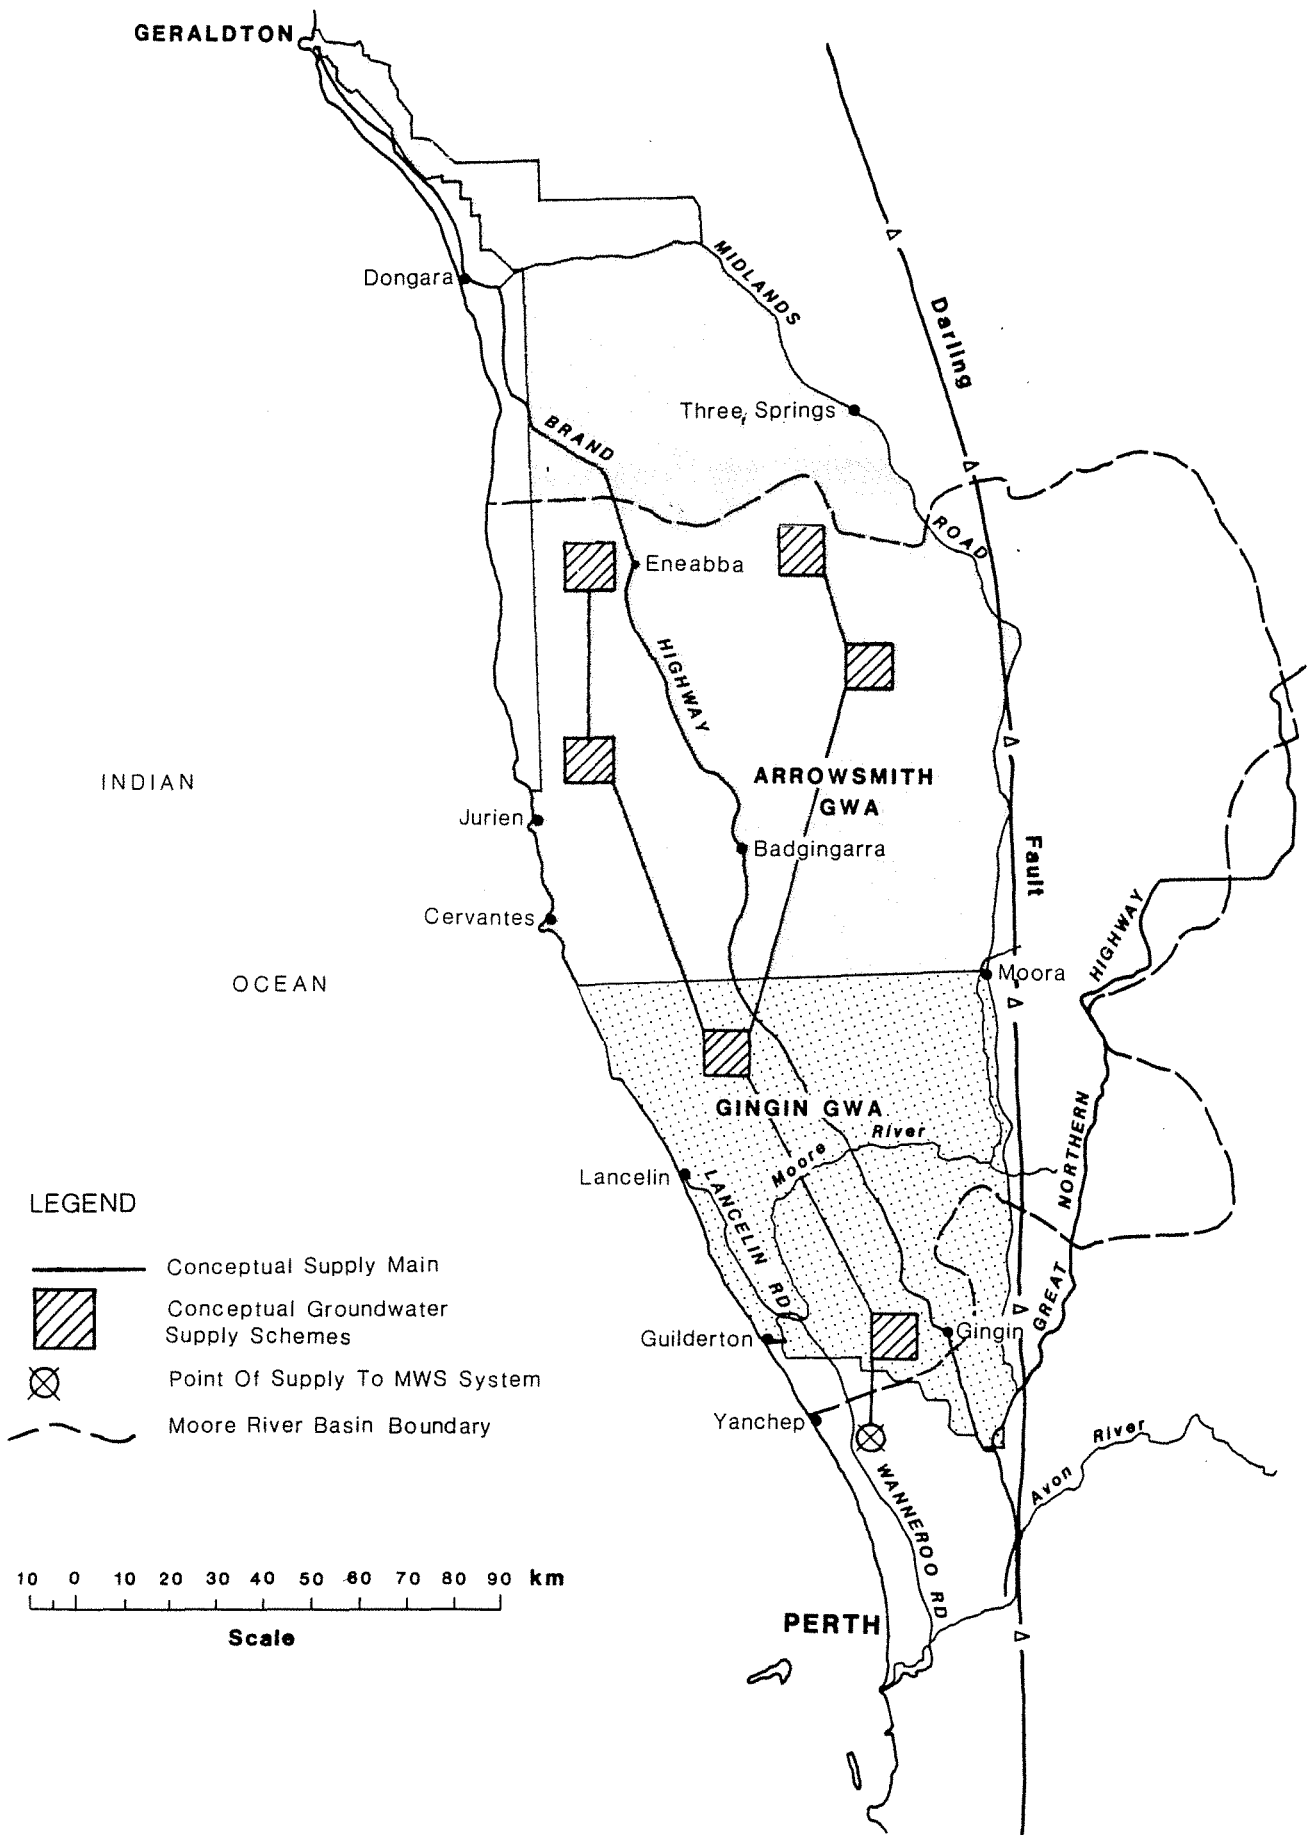 GERALDTON
MIDLANDS
Dongara
Darling
Three Springs
BRAND
ROAD
Eneabba
HIGHWAY
INDIAN
ARROWSMITH
GWA
Jurien
Badgingarra
Fault
Cervantes
HIGHWAY
OCEAN
Moora
GINGIN GWA
River
Moore
NORTHERN
Lancelin
LANCELIN RD
LEGEND
Conceptual Supply Main
Conceptual Groundwater
Supply Schemes
GREAT
Guilderton
Gingin
Point Of Supply To MWS System
Yanchep
Moore River Basin Boundary
River
Avon
WANNEROO RD
10 0 10 20 30 40 50 60 70 80 90 km
Scale
PERTH